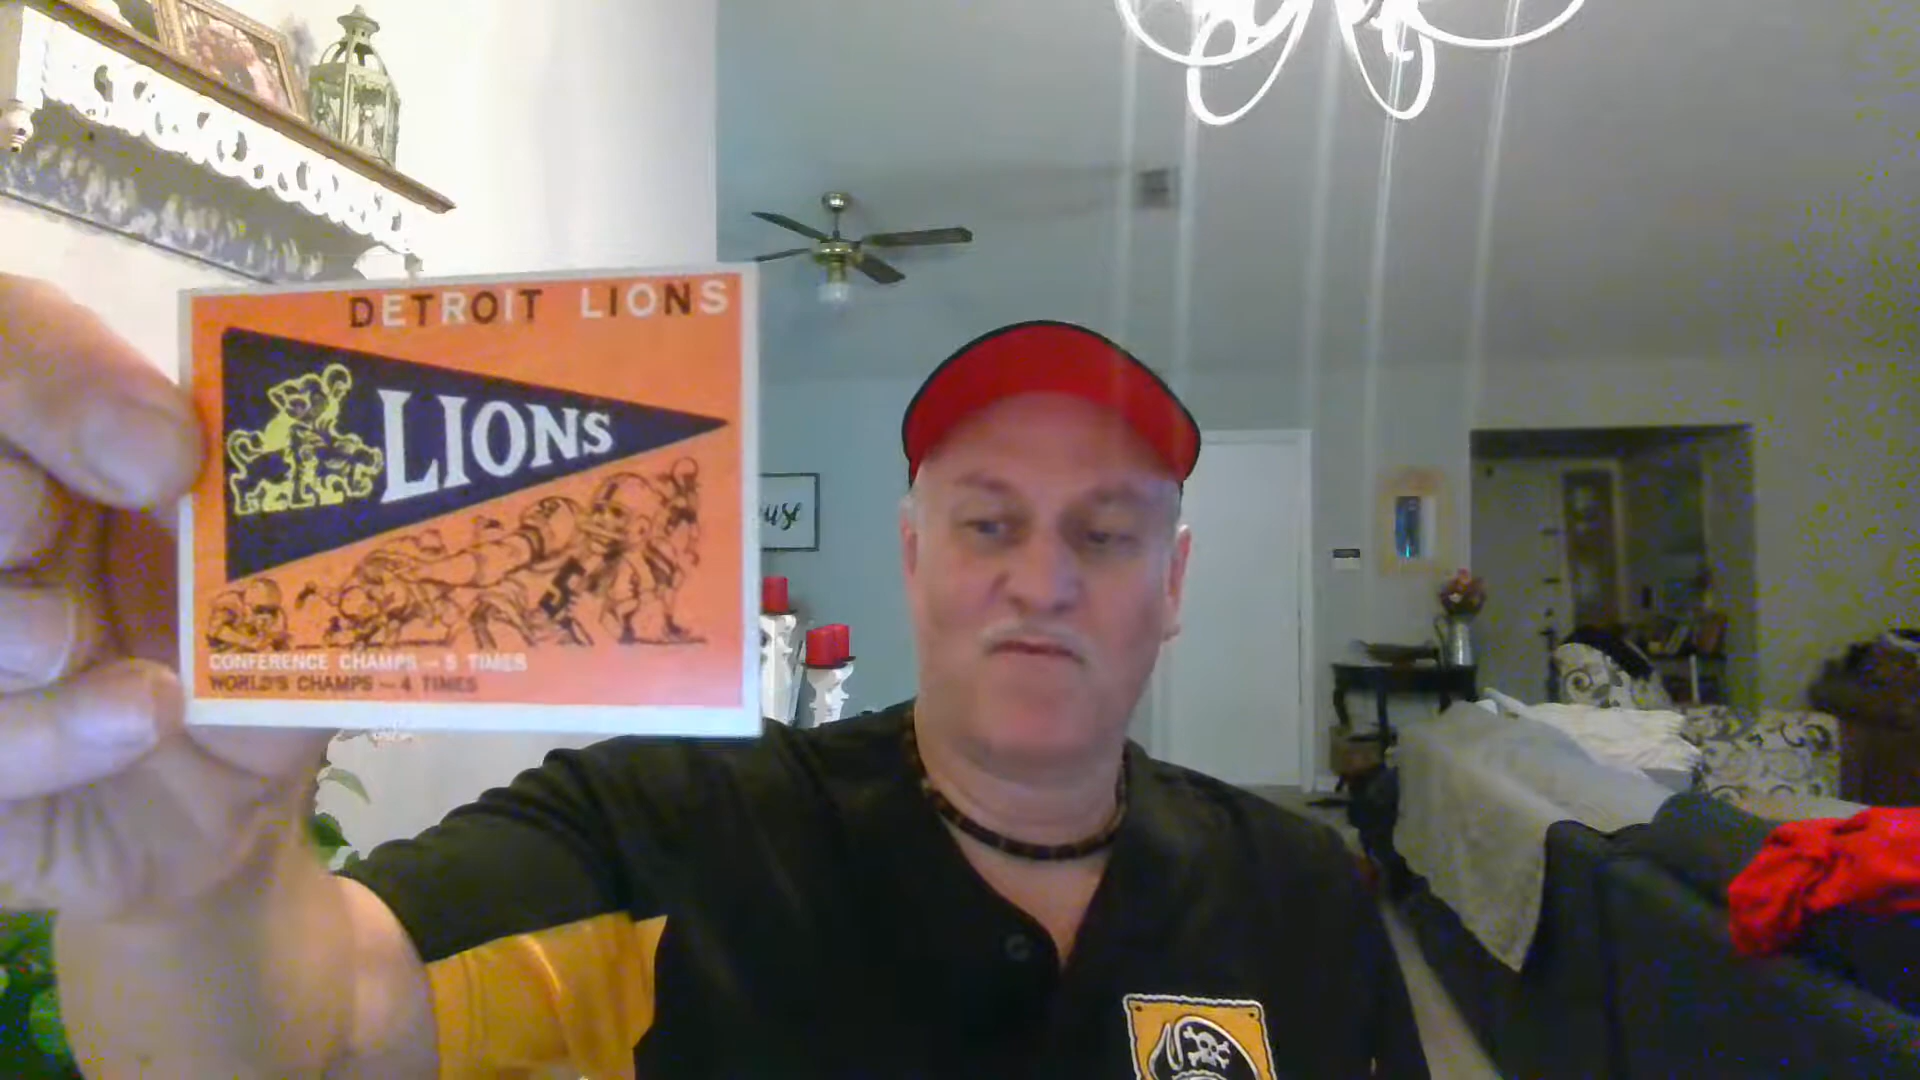 DETROIT LIONS
LIONS
CONFERENCE CHAMPS — 5 TIMES
WORLD'S CHAMPS — 4 TIMES